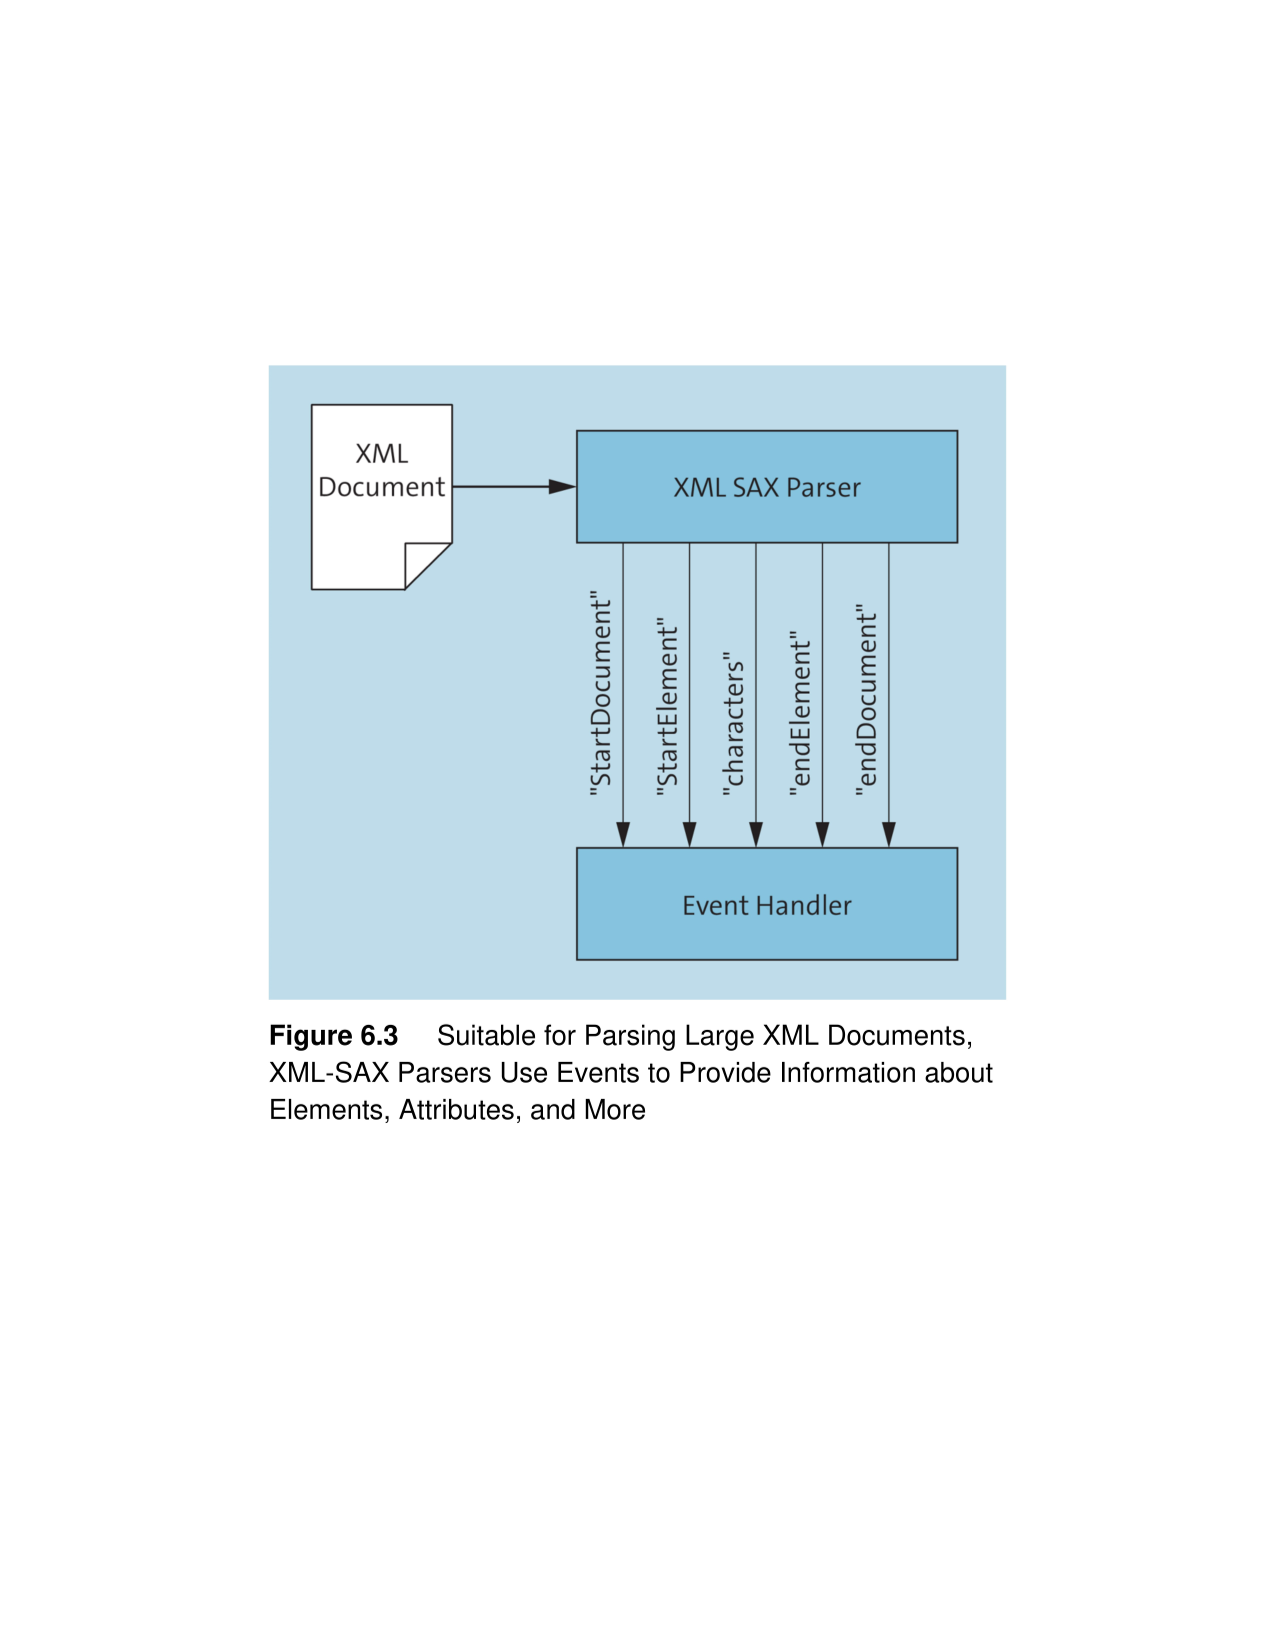 XML
Document
XML SAX Parser
"StartDocument"
"StartElement"
"characters"
"endElement"
"endDocument"
Event Handler
Figure 6.3 Suitable for Parsing Large XML Documents,
XML-SAX Parsers Use Events to Provide Information about
Elements, Attributes, and More